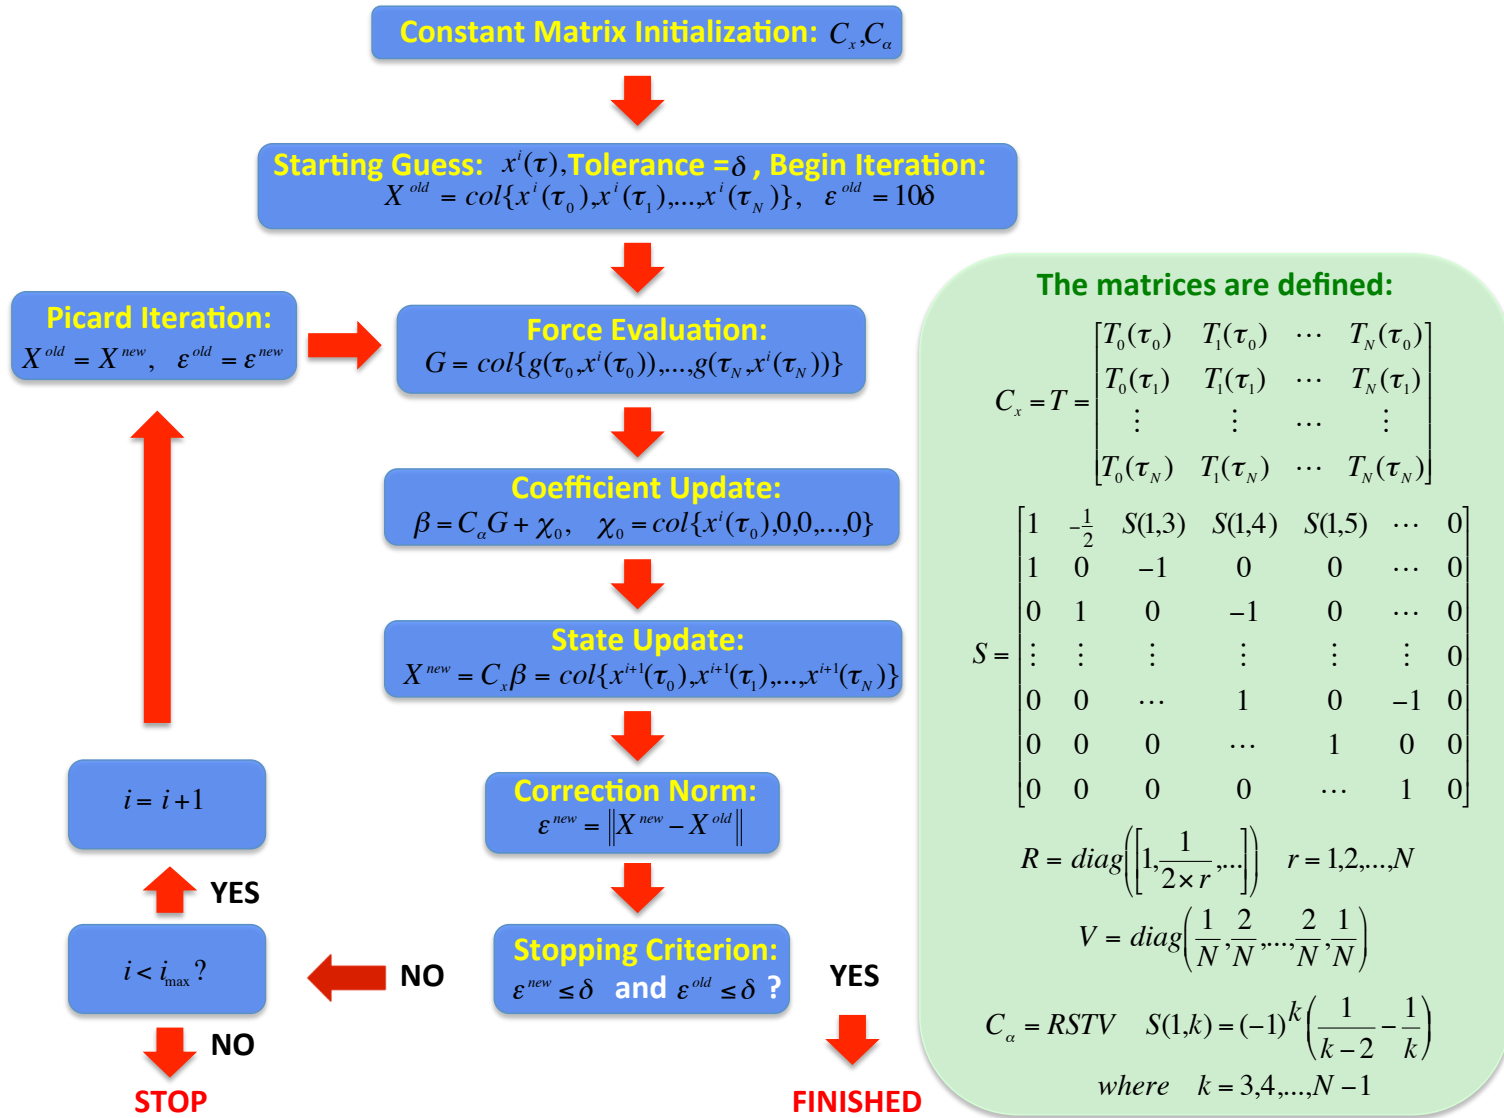 Constant Matrix Initialization: C_x, C_α
Starting Guess: x^i(τ), Tolerance = δ , Begin Iteration:
X^old = col{x^i(τ_0),x^i(τ_1),...,x^i(τ_N)}, ε^old = 10δ
Picard Iteration:
X^old = X^new, ε^old = ε^new
Force Evaluation:
G = col{g(τ_0,x^i(τ_0)),...,g(τ_N,x^i(τ_N))}
Coefficient Update:
β = C_α G + χ_0, χ_0 = col{x^i(τ_0),0,0,...,0}
State Update:
X^new = C_x β = col{x^{i+1}(τ_0),x^{i+1}(τ_1),...,x^{i+1}(τ_N)}
Correction Norm:
ε^new = ‖X^new − X^old‖
Stopping Criterion:
ε^new ≤ δ and ε^old ≤ δ ?
YES
FINISHED
NO
i < i_max ?
YES
i = i +1
NO
STOP
The matrices are defined:
C_x = T =
T_0(τ_0) T_1(τ_0) ⋯ T_N(τ_0)
T_0(τ_1) T_1(τ_1) ⋯ T_N(τ_1)
⋮ ⋮ ⋯ ⋮
T_0(τ_N) T_1(τ_N) ⋯ T_N(τ_N)
S =
1 −1/2 S(1,3) S(1,4) S(1,5) ⋯ 0
1 0 −1 0 0 ⋯ 0
0 1 0 −1 0 ⋯ 0
⋮ ⋮ ⋮ ⋮ ⋮ ⋮ 0
0 0 ⋯ 1 0 −1 0
0 0 0 ⋯ 1 0 0
0 0 0 0 ⋯ 1 0
R = diag([1, 1/(2×r),...]) r = 1,2,...,N
V = diag(1/N, 2/N,..., 2/N, 1/N)
C_α = RSTV S(1,k) = (−1)^k (1/(k−2) − 1/k)
where k = 3,4,...,N −1